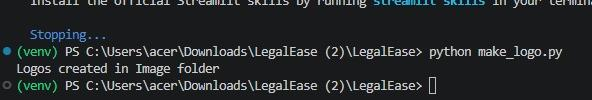 Install the official Streamlit skills by running streamlit skills in your termina
Stopping...
(venv) PS C:\Users\acer\Downloads\LegalEase (2)\LegalEase> python make_logo.py
Logos created in Image folder
(venv) PS C:\Users\acer\Downloads\LegalEase (2)\LegalEase>